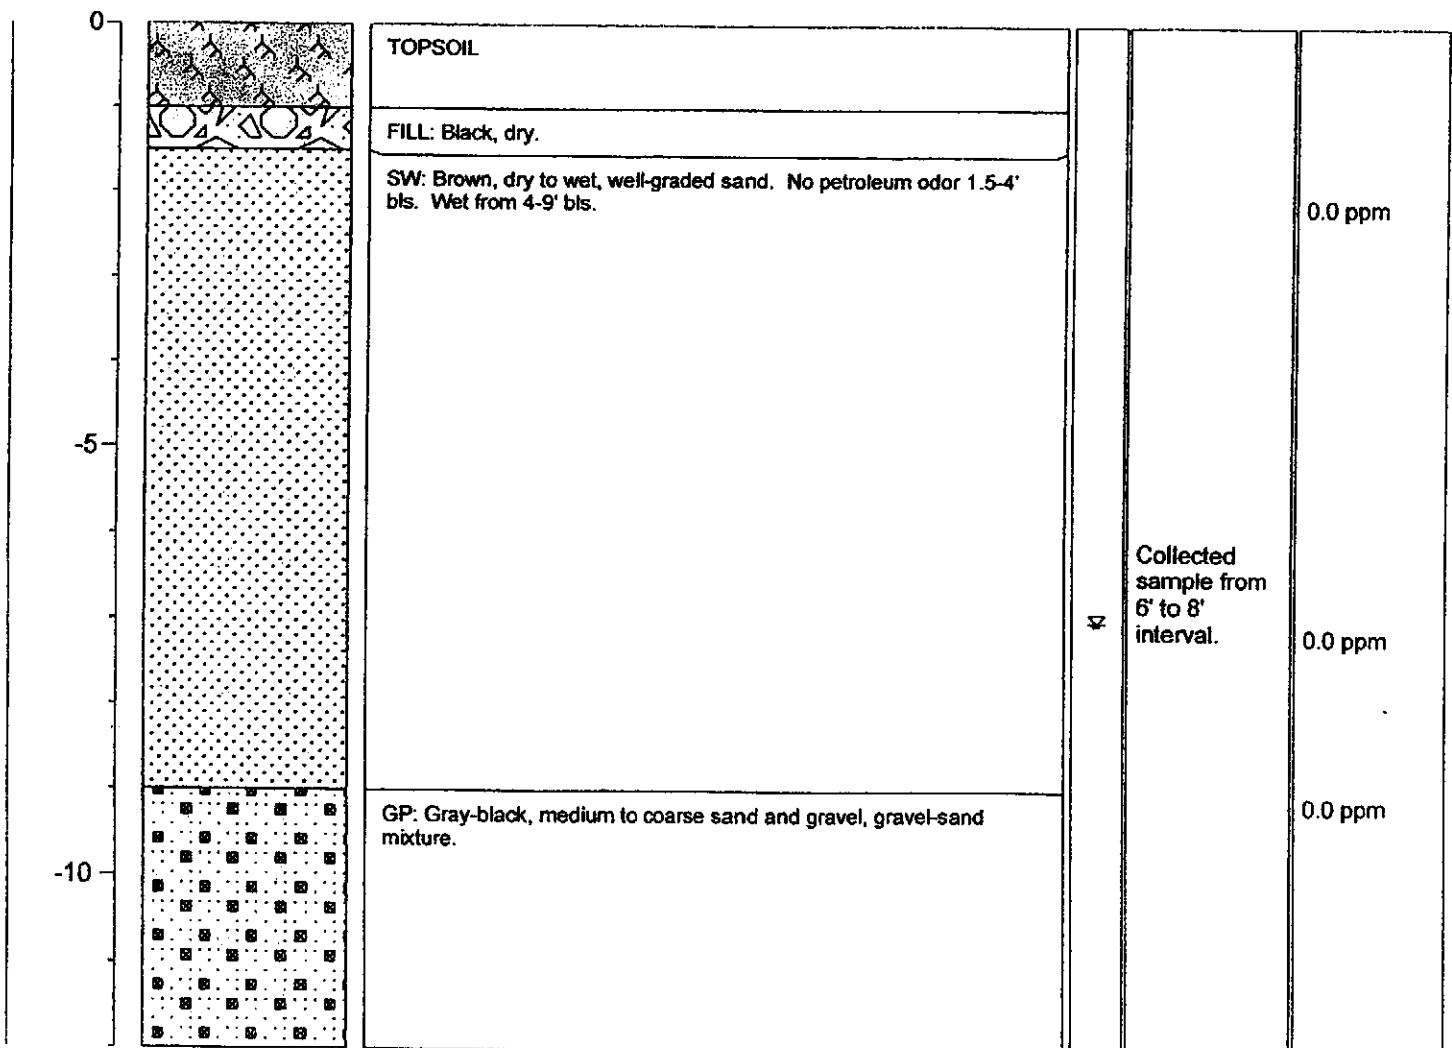 0
TOPSOIL
FILL: Black, dry.
SW: Brown, dry to wet, well-graded sand. No petroleum odor 1.5-4'
bls. Wet from 4-9' bls.
0.0 ppm
-5
Collected
sample from
6' to 8'
interval.
0.0 ppm
GP: Gray-black, medium to coarse sand and gravel, gravel-sand
mixture.
0.0 ppm
-10